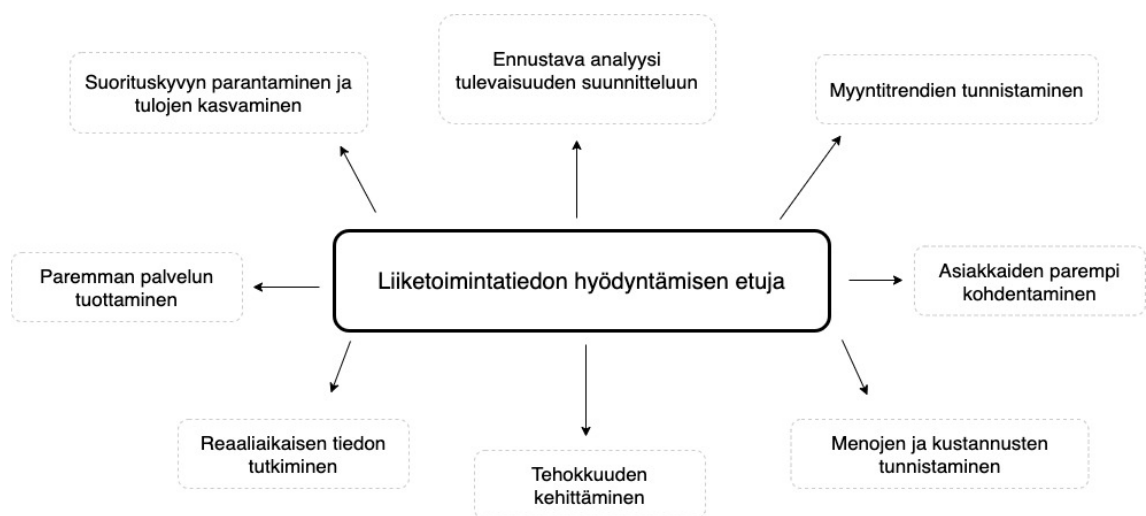 Suorituskyvyn parantaminen ja
tulojen kasvaminen
Ennustava analyysi
tulevaisuuden suunnitteluun
Myyntitrendien tunnistaminen
Paremman palvelun
tuottaminen
Liiketoimintatiedon hyödyntämisen etuja
Asiakkaiden parempi
kohdentaminen
Reaaliaikaisen tiedon
tutkiminen
Tehokkuuden
kehittäminen
Menojen ja kustannusten
tunnistaminen